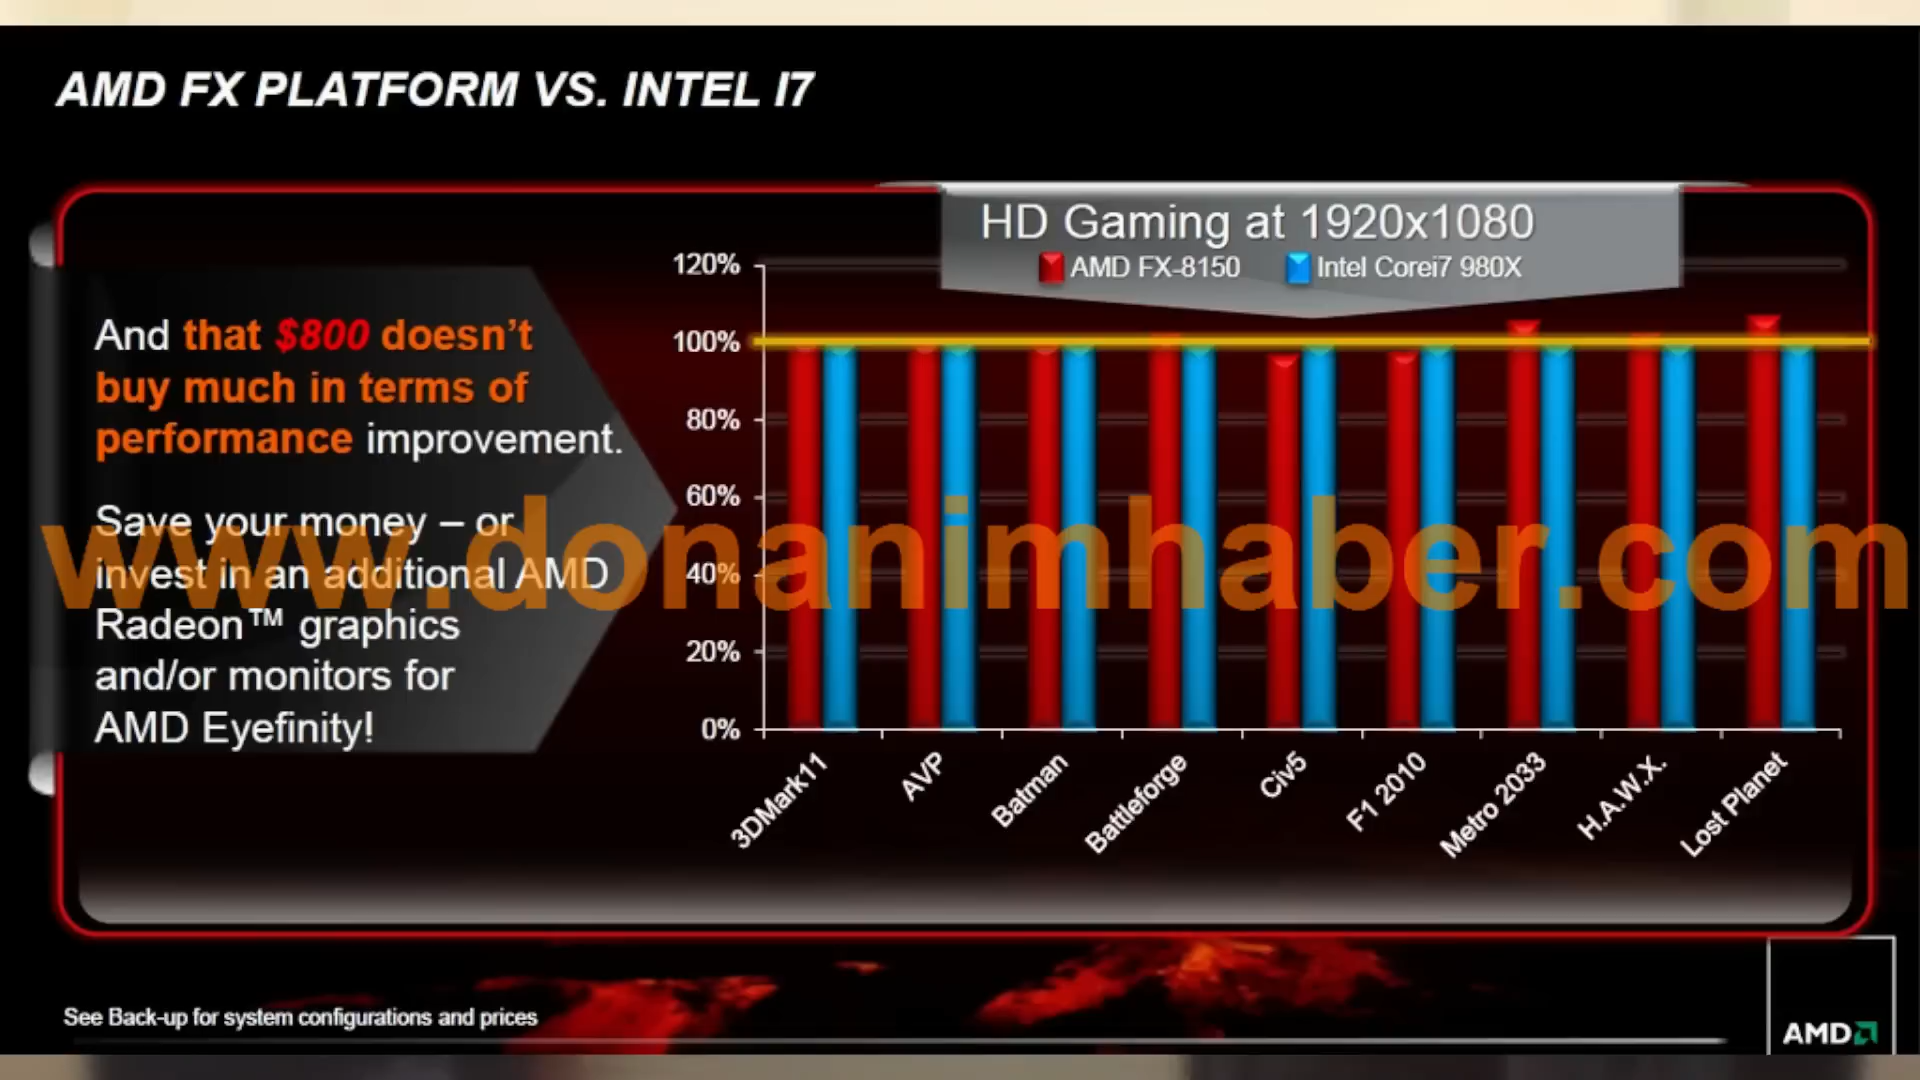 AMD FX PLATFORM VS. INTEL I7
HD Gaming at 1920x1080
AMD FX-8150
Intel Corei7 980X
And that $800 doesn't
buy much in terms of
performance improvement.
Save your money – or
invest in an additional AMD
Radeon™ graphics
and/or monitors for
AMD Eyefinity!
120%
100%
80%
60%
40%
20%
0%
3DMark11
AVP
Batman
Battleforge
Civ5
F1 2010
Metro 2033
H.A.W.X.
Lost Planet
www.donanimhaber.com
See Back-up for system configurations and prices
AMD